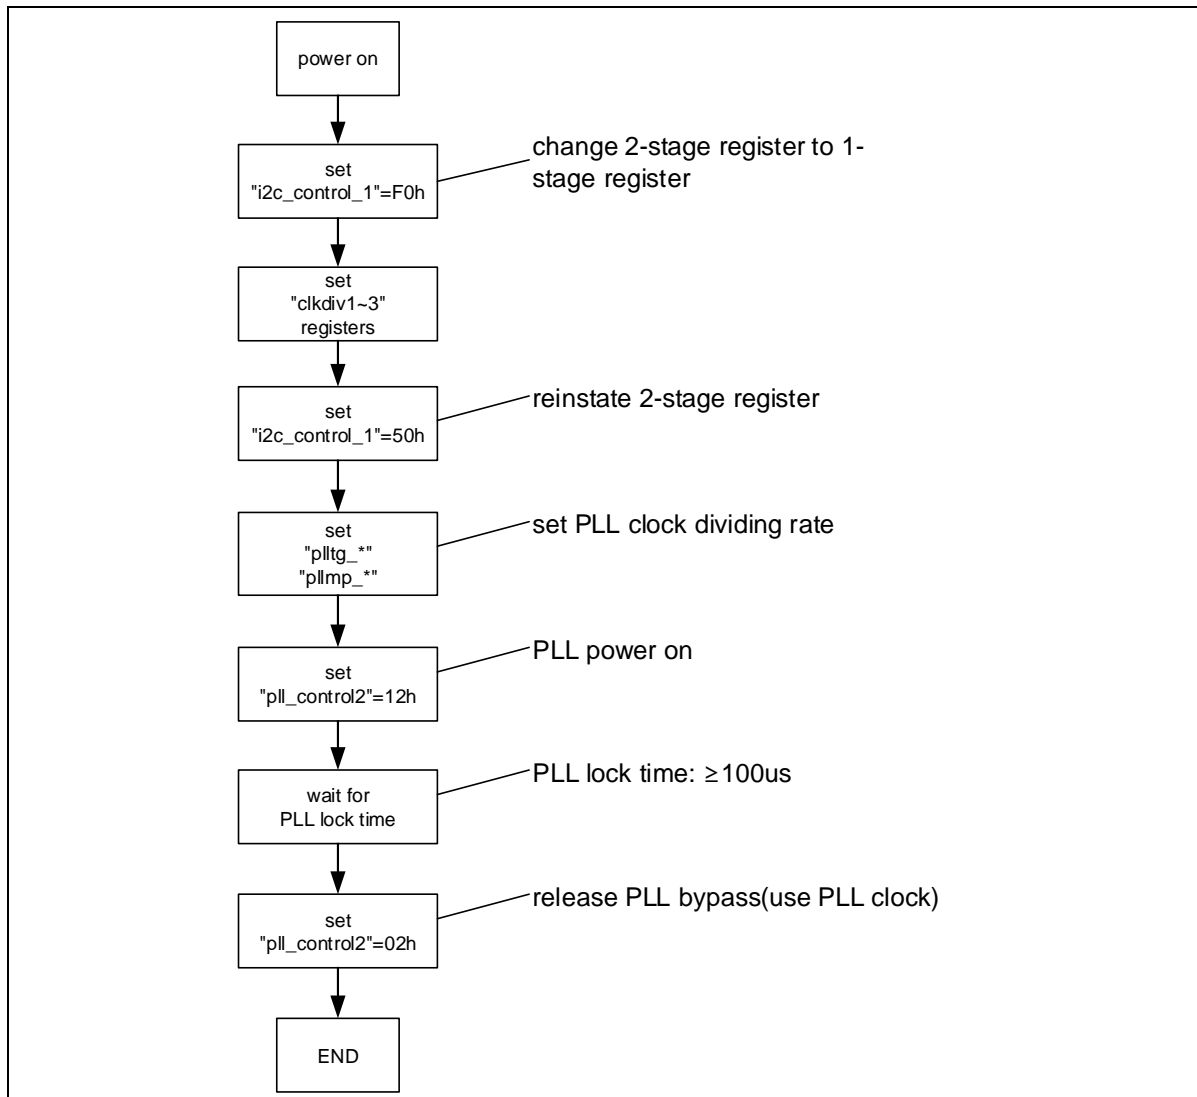 power on
set
"i2c_control_1"=F0h
change 2-stage register to 1-
stage register
set
"clkdiv1~3"
registers
set
"i2c_control_1"=50h
reinstate 2-stage register
set
"plltg_*"
"pllmp_*"
set PLL clock dividing rate
set
"pll_control2"=12h
PLL power on
wait for
PLL lock time
PLL lock time: ≥100us
set
"pll_control2"=02h
release PLL bypass(use PLL clock)
END